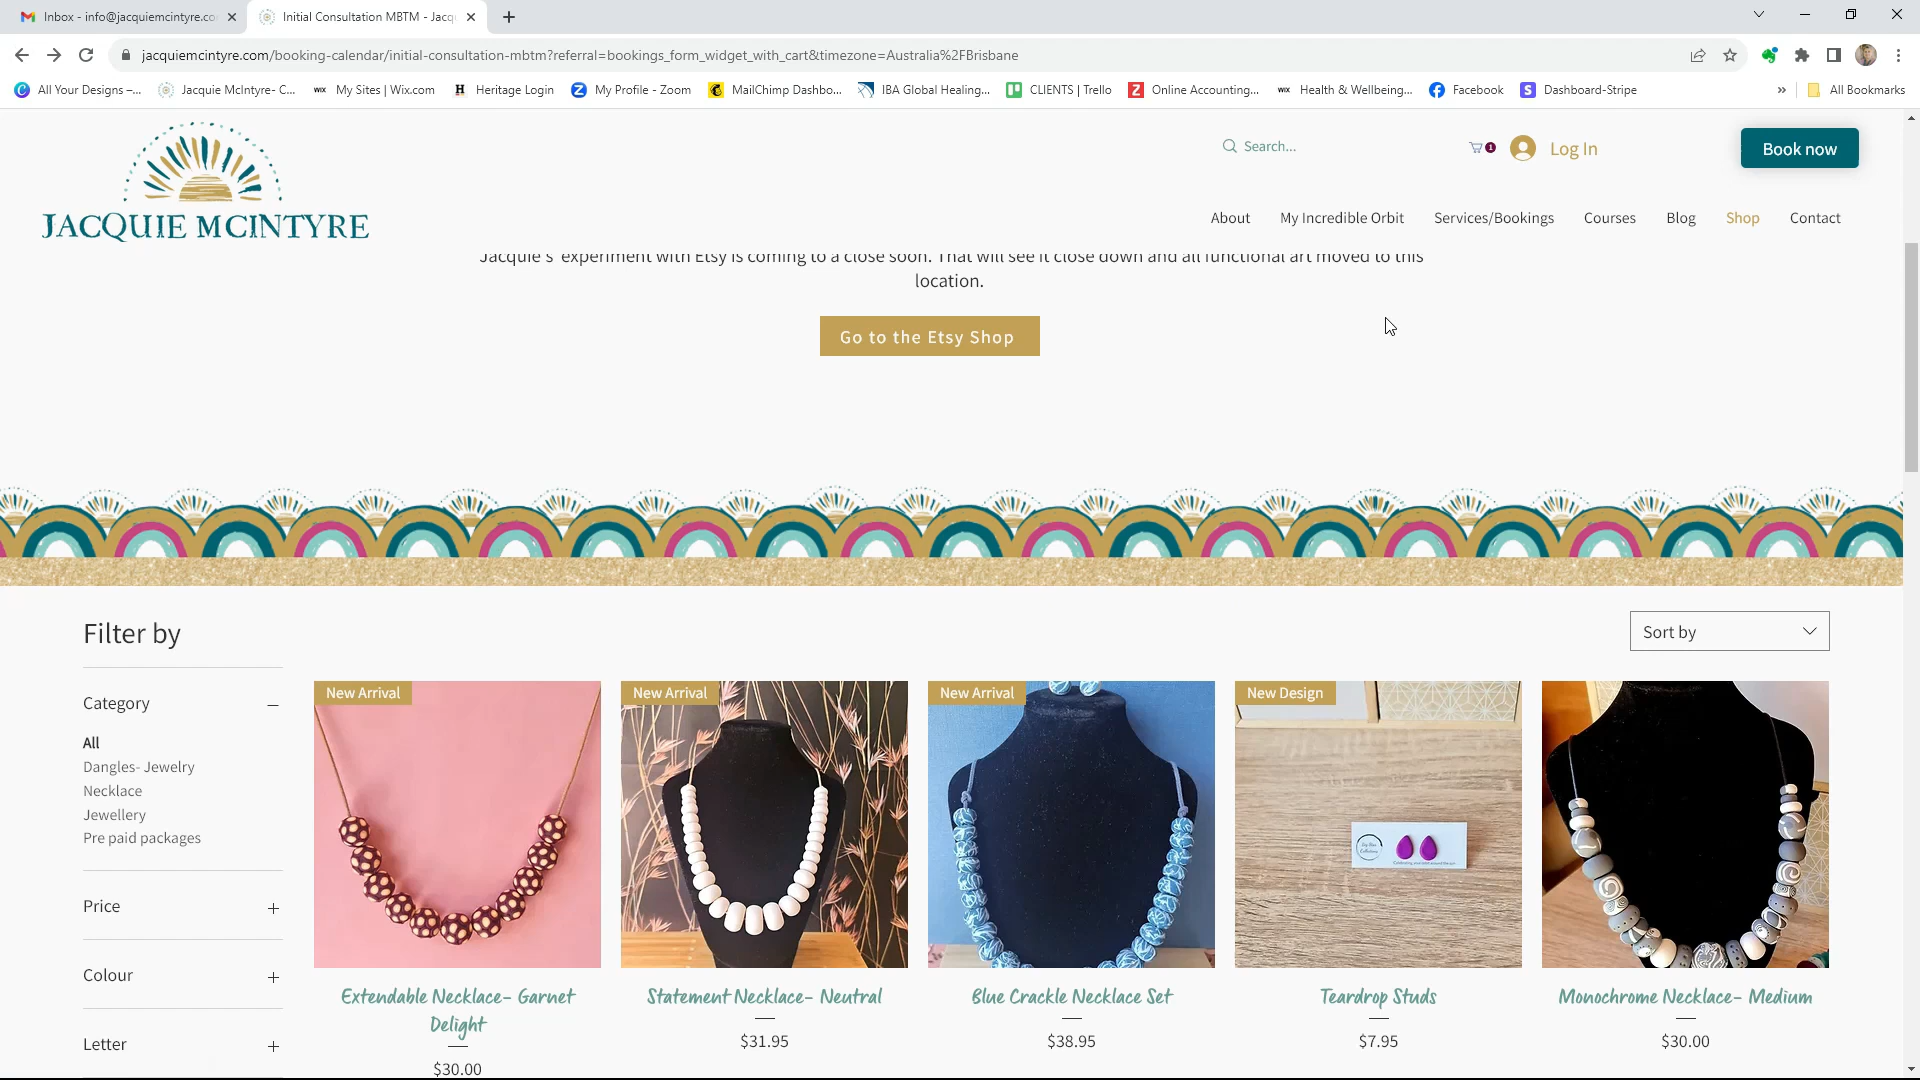 Inbox - info@jacquiemcintyre.co
Initial Consultation MBTM - Jacqu
jacquiemcintyre.com/booking-calendar/initial-consultation-mbtm?referral=bookings_form_widget_with_cart&timezone=Australia%2FBrisbane
All Your Designs –...
Jacquie McIntyre- C...
WIX My Sites | Wix.com
H Heritage Login
Z My Profile - Zoom
MailChimp Dashbo...
IBA Global Healing...
CLIENTS | Trello
Z Online Accounting...
WIX Health & Wellbeing...
Facebook
S Dashboard-Stripe
»
All Bookmarks
JACQUIE MCINTYRE
Search...
1
Log In
Book now
About
My Incredible Orbit
Services/Bookings
Courses
Blog
Shop
Contact
Jacquie's experiment with Etsy is coming to a close soon. That will see it close down and all functional art moved to this
location.
Go to the Etsy Shop
Filter by
Sort by
Category
All
Dangles- Jewelry
Necklace
Jewellery
Pre paid packages
Price
Colour
Letter
New Arrival
Extendable Necklace- Garnet
Delight
$30.00
New Arrival
Statement Necklace- Neutral
$31.95
New Arrival
Blue Crackle Necklace Set
$38.95
New Design
Teardrop Studs
$7.95
Monochrome Necklace- Medium
$30.00